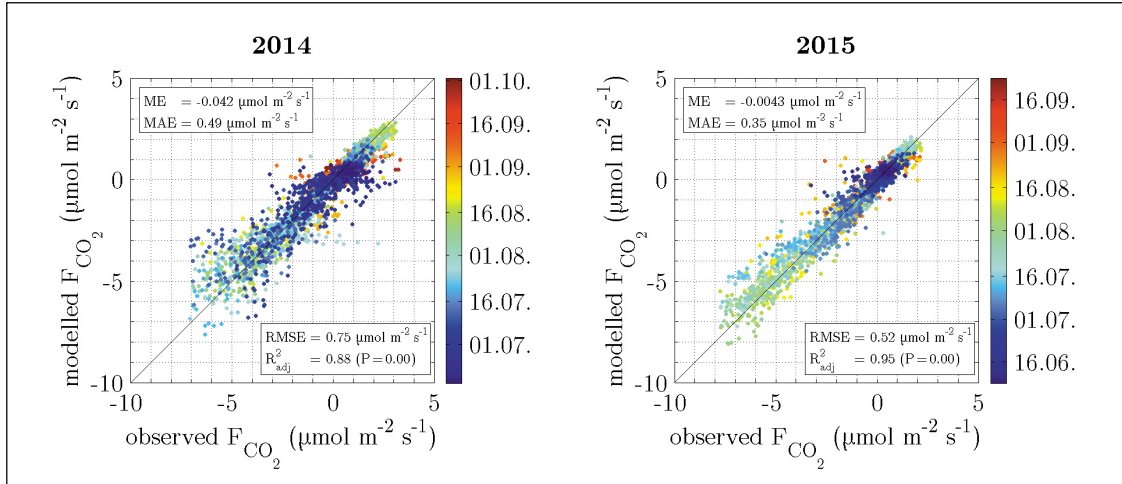 2014
modelled F_CO2 (µmol m-2 s-1)
5
0
-5
-10
ME = -0.042 µmol m-2 s-1
MAE = 0.49 µmol m-2 s-1
RMSE = 0.75 µmol m-2 s-1
R2adj = 0.88 (P=0.00)
-10 -5 0 5
observed F_CO2 (µmol m-2 s-1)
01.10.
16.09.
01.09.
16.08.
01.08.
16.07.
01.07.
2015
modelled F_CO2 (µmol m-2 s-1)
5
0
-5
-10
ME = -0.0043 µmol m-2 s-1
MAE = 0.35 µmol m-2 s-1
RMSE = 0.52 µmol m-2 s-1
R2adj = 0.95 (P=0.00)
-10 -5 0 5
observed F_CO2 (µmol m-2 s-1)
16.09.
01.09.
16.08.
01.08.
16.07.
01.07.
16.06.